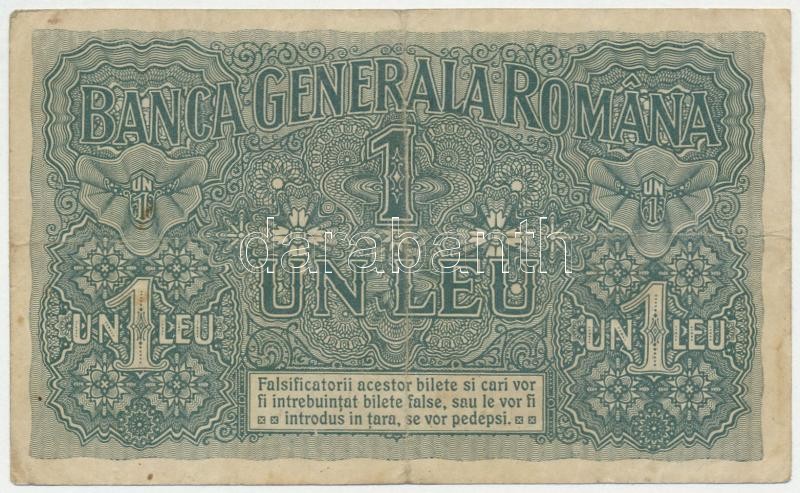 BANCA GENERALA ROMÂNĂ
1
UN
1
UN
1
UN LEU
UN 1 LEU
UN 1 LEU
darabanth
Falsificatorii acestor bilete si cari vor
fi intrebuințat bilete false, sau le vor fi
introdus in țara, se vor pedepsi.